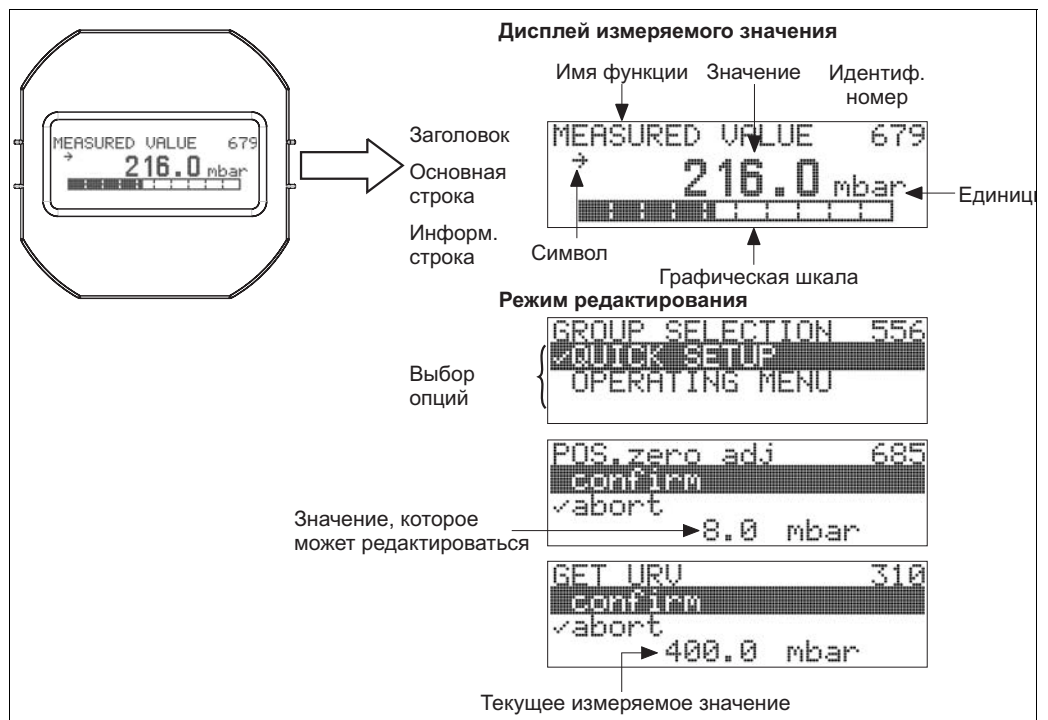 Дисплей измеряемого значения
Имя функции
Значение
Идентиф.
номер
MEASURED VALUE 679
216.0 mbar
Заголовок
Основная
строка
Информ.
строка
MEASURED VALUE 679
216.0 mbar
Единиц
Символ
Графическая шкала
Режим редактирования
Выбор
опций
GROUP SELECTION 556
✓QUICK SETUP
OPERATING MENU
POS.zero adj 685
confirm
✓abort
8.0 mbar
Значение, которое
может редактироваться
GET URV 310
confirm
✓abort
400.0 mbar
Текущее измеряемое значение